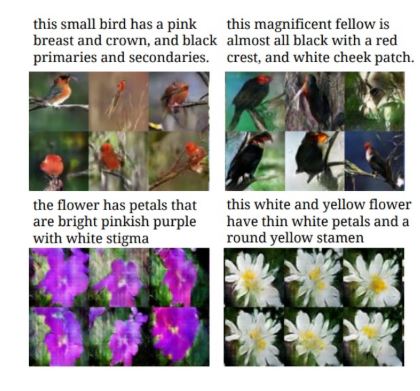 this small bird has a pink
breast and crown, and black
primaries and secondaries.
this magnificent fellow is
almost all black with a red
crest, and white cheek patch.
the flower has petals that
are bright pinkish purple
with white stigma
this white and yellow flower
have thin white petals and a
round yellow stamen